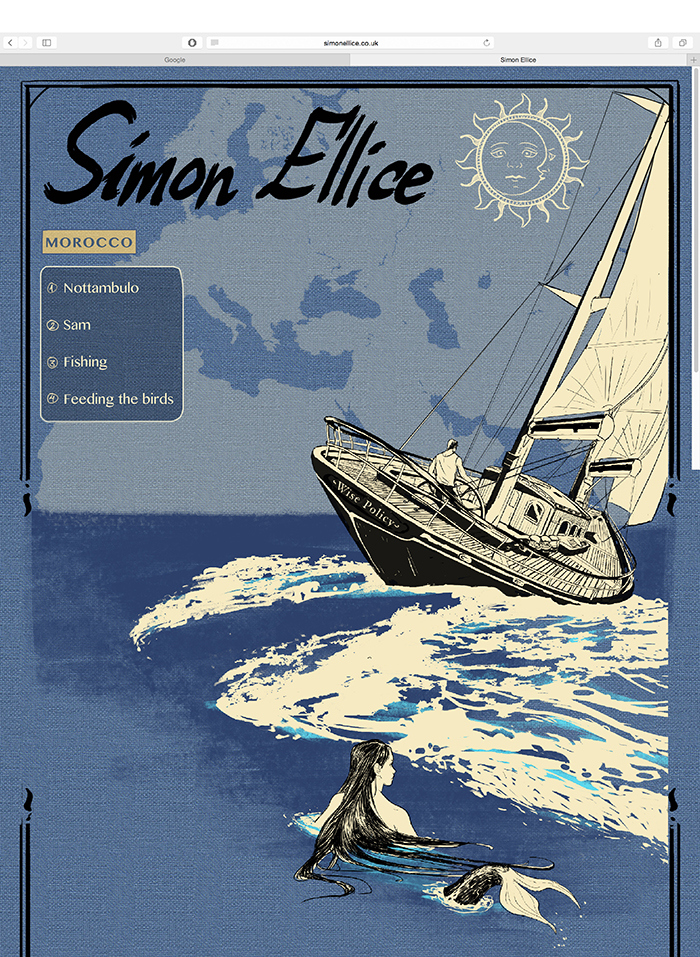 simonellice.co.uk
Google
Simon Ellice
Simon Ellice
MOROCCO
1 Nottambulo
2 Sam
3 Fishing
4 Feeding the birds
~Wise Policy~